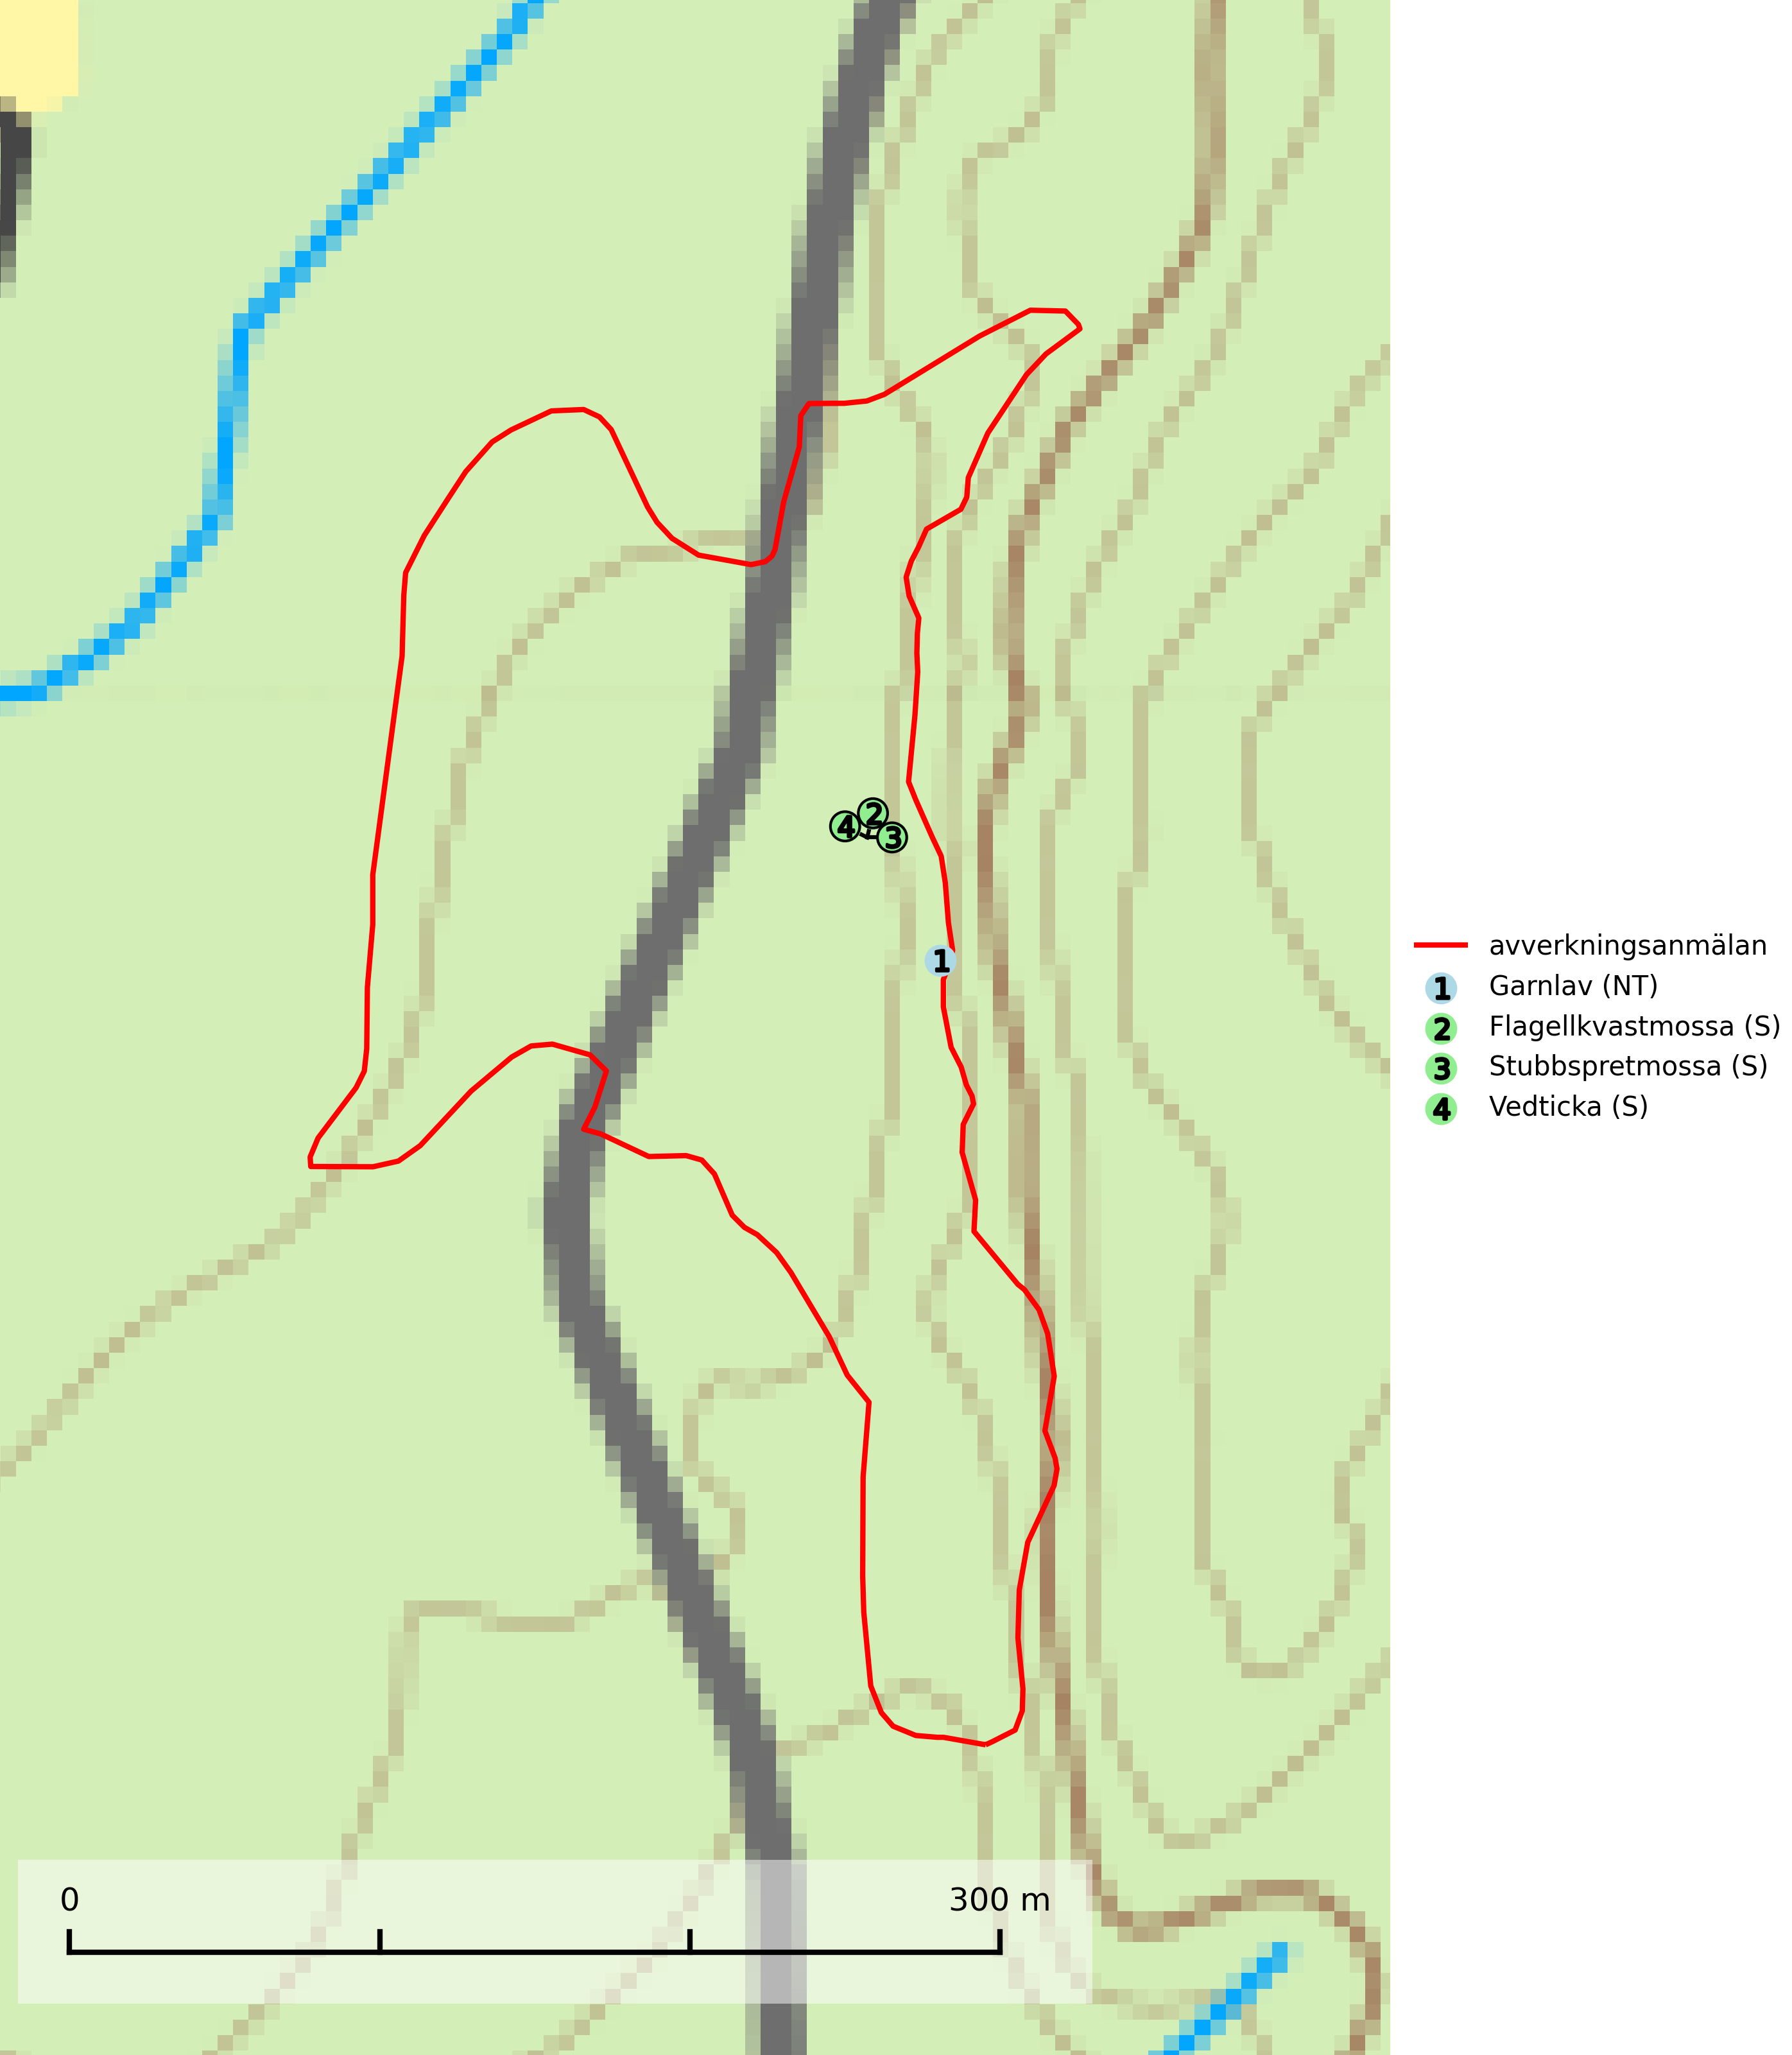 2
4
3
1
avverkningsanmälan
1 Garnlav (NT)
2 Flagellkvastmossa (S)
3 Stubbspretmossa (S)
4 Vedticka (S)
0 300 m